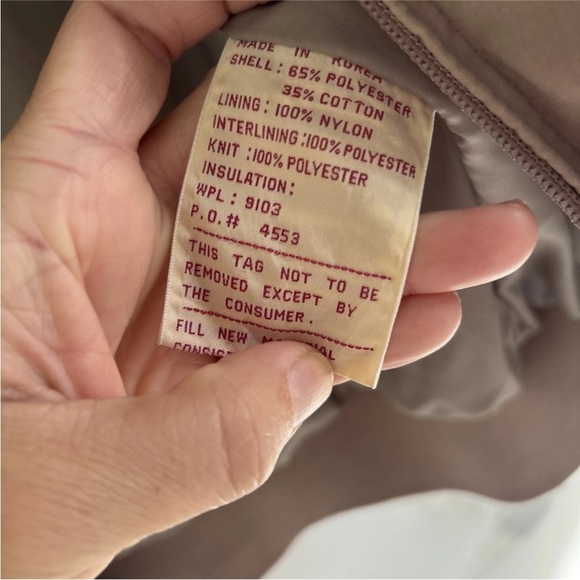 MADE IN KOREA
SHELL: 65% POLYESTER
35% COTTON
LINING: 100% NYLON
INTERLINING:100% POLYESTER
KNIT :100% POLYESTER
INSULATION:
WPL : 9103
P.O.# 4553
THIS TAG NOT TO BE
REMOVED EXCEPT BY
THE CONSUMER.
FILL NEW